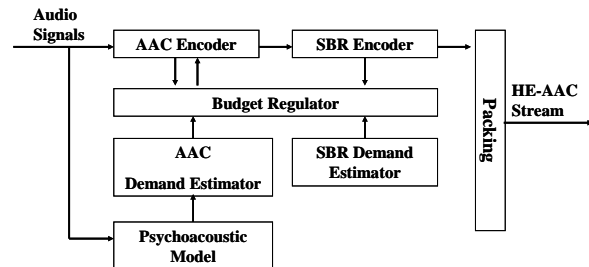 Audio
Signals
AAC Encoder
SBR Encoder
Budget Regulator
AAC
Demand Estimator
SBR Demand
Estimator
Psychoacoustic
Model
Packing
HE-AAC
Stream